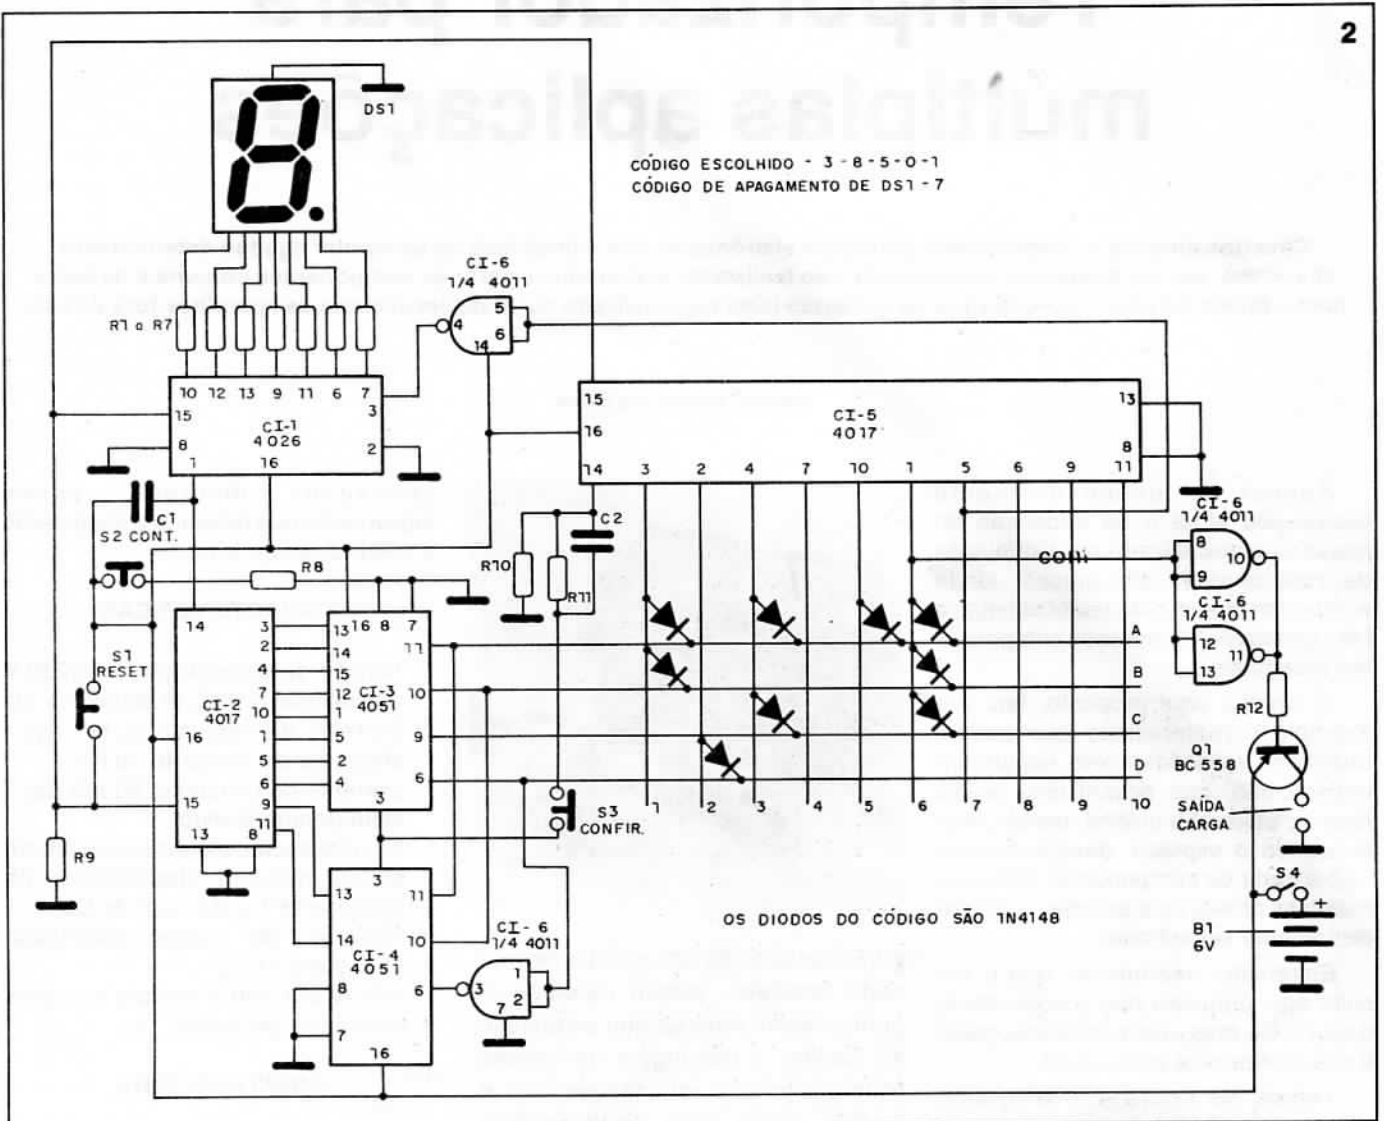 2
DS1
CÓDIGO ESCOLHIDO - 3-8-5-0-1
CÓDIGO DE APAGAMENTO DE DS1 - 7
CI-6
1/4 4011
5
4
6
14
R1 a R7
10 12 13 9 11 6 7
15
3
CI-1
4026
8
2
1
16
15
13
CI-5
4017
16
8
14
3 2 4 7 10 1 5 6 9 11
C1
S2 CONT.
R8
C2
R10
R11
COM
CI-6
1/4 4011
8
10
9
CI-6
1/4 4011
12
11
13
R12
S1
RESET
14
3
2
4
7
10
1
5
6
9
11
CI-2
4017
16
15
13
8
13
16
8
7
14
15
12
1
5
2
4
CI-3
4051
11
10
9
6
3
A
B
C
D
1 2 3 4 5 6 7 8 9 10
S3
CONFIR.
Q1
BC558
SAÍDA
CARGA
R9
S4
+
B1
6V
OS DIODOS DO CÓDIGO SÃO 1N4148
3
13
11
14
10
CI-4
4051
8
6
7
16
CI-6
1/4 4011
1
3
2
7